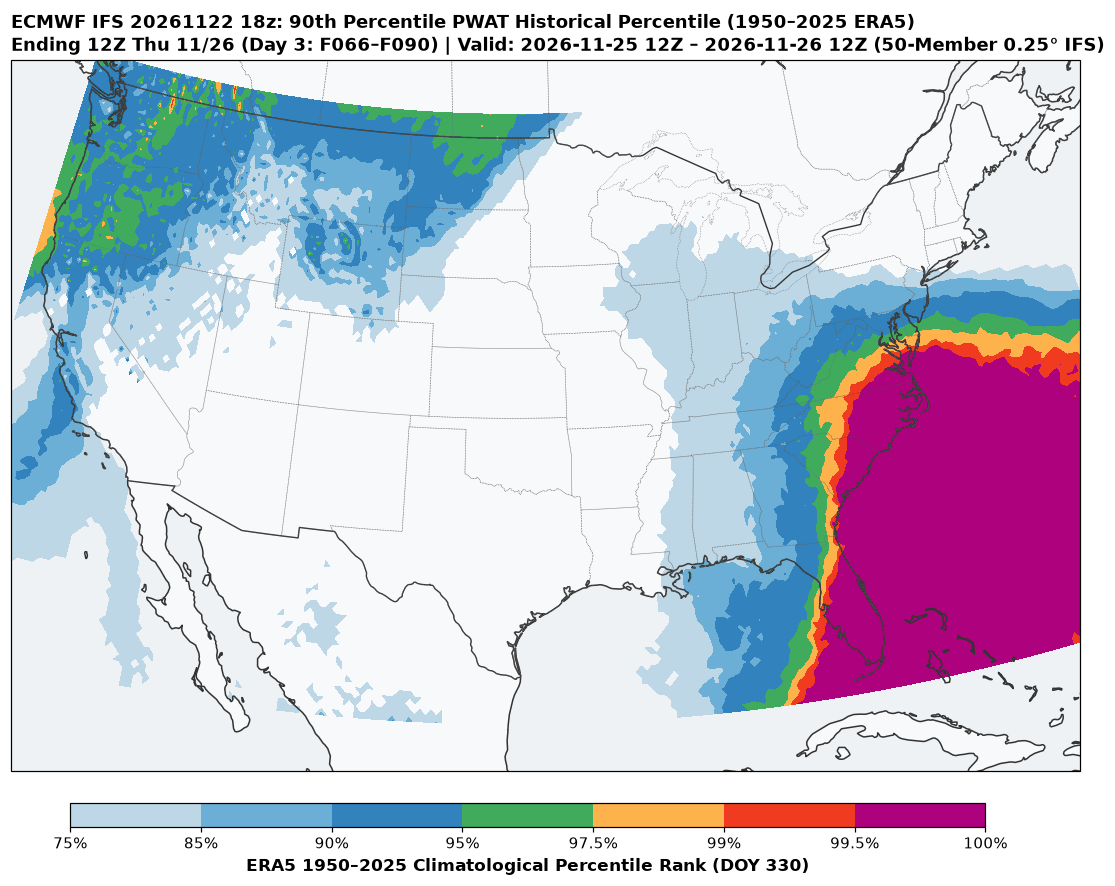 ECMWF IFS 20261122 18z: 90th Percentile PWAT Historical Percentile (1950–2025 ERA5)
Ending 12Z Thu 11/26 (Day 3: F066–F090) | Valid: 2026-11-25 12Z – 2026-11-26 12Z (50-Member 0.25° IFS)
75% 85% 90% 95% 97.5% 99% 99.5% 100%
ERA5 1950–2025 Climatological Percentile Rank (DOY 330)